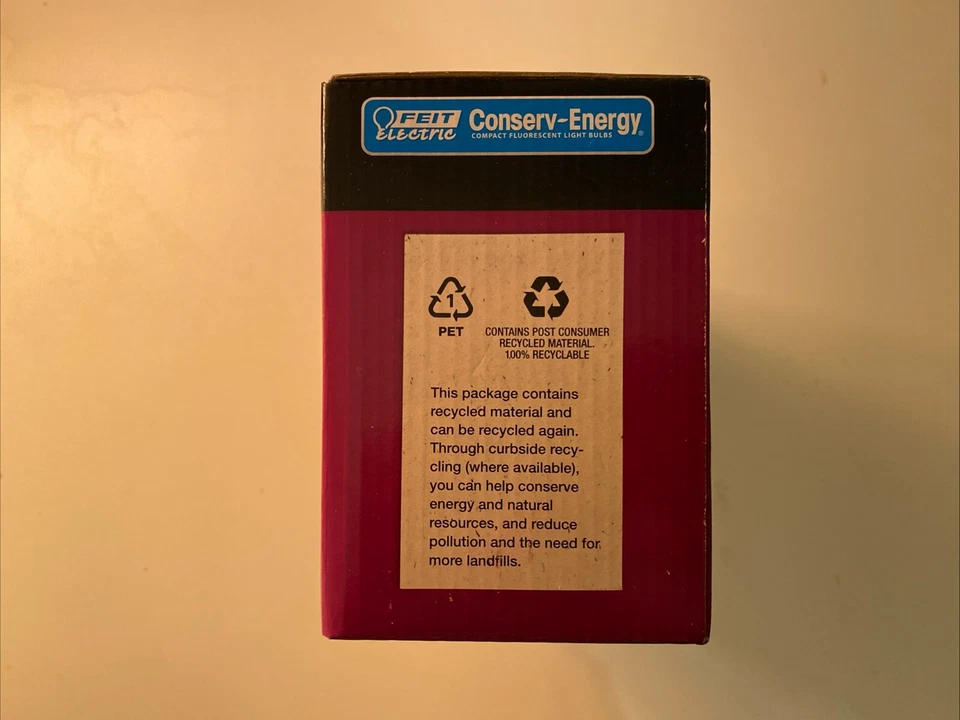 FEIT Electric
Conserv-Energy®
COMPACT FLUORESCENT LIGHT BULBS
1
PET
CONTAINS POST CONSUMER
RECYCLED MATERIAL.
100% RECYCLABLE
This package contains
recycled material and
can be recycled again.
Through curbside recy-
cling (where available),
you can help conserve
energy and natural
resources, and reduce
pollution and the need for
more landfills.